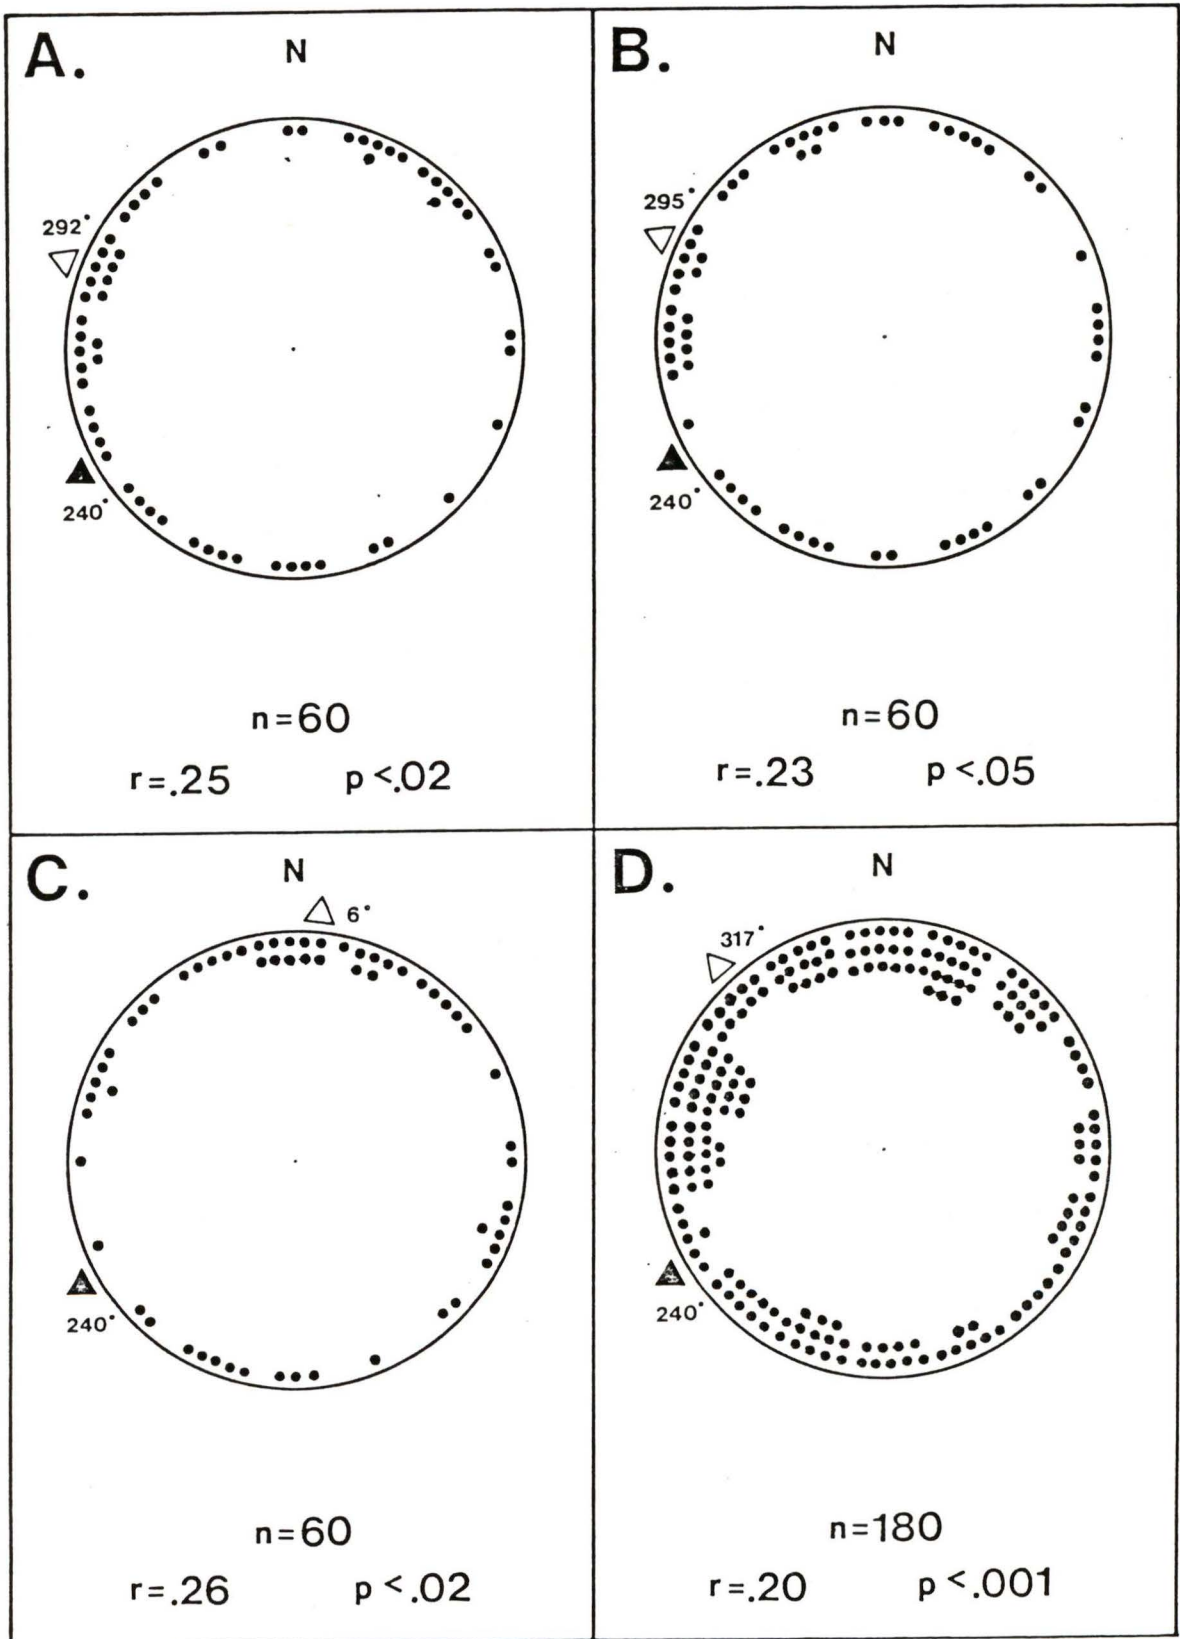 A.
N
292°
240°
n=60
r=.25 p<.02
B.
N
295°
240°
n=60
r=.23 p<.05
C.
N
6°
240°
n=60
r=.26 p<.02
D.
N
317°
240°
n=180
r=.20 p<.001